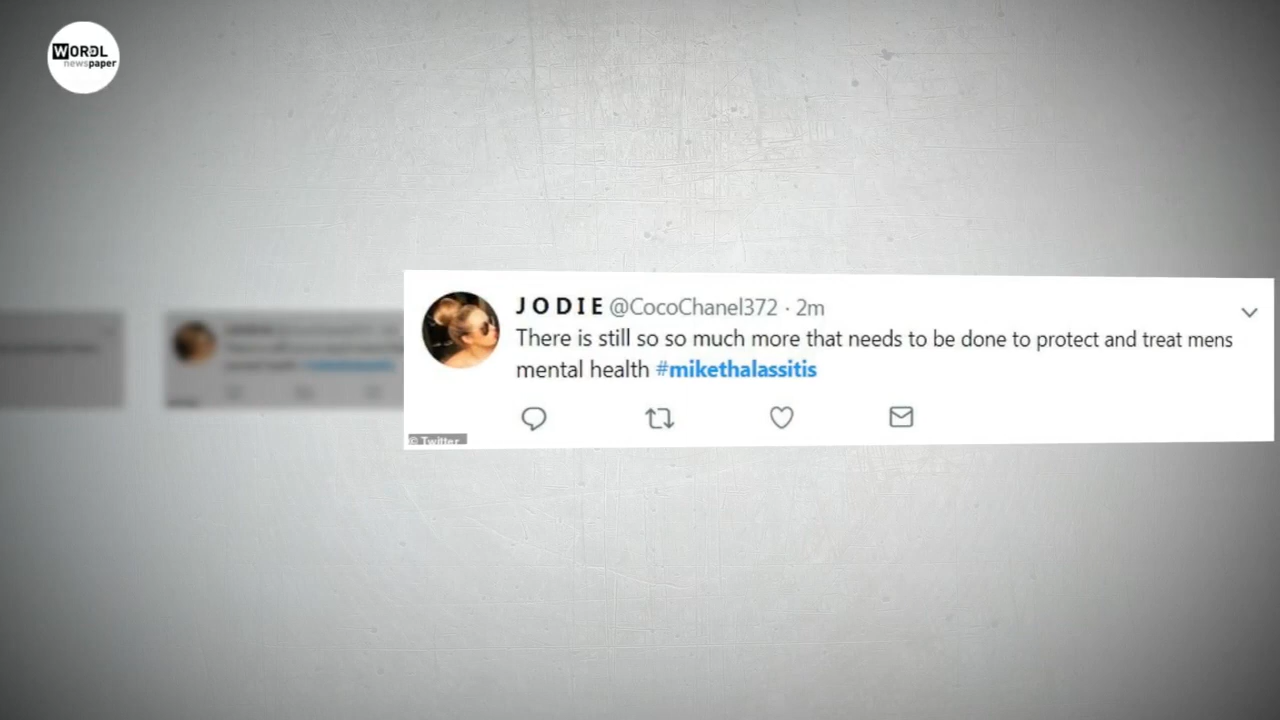 WORDL
newspaper
JODIE @CocoChanel372 · 2m
There is still so so much more that needs to be done to protect and treat mens
mental health #mikethalassitis
© Twitter